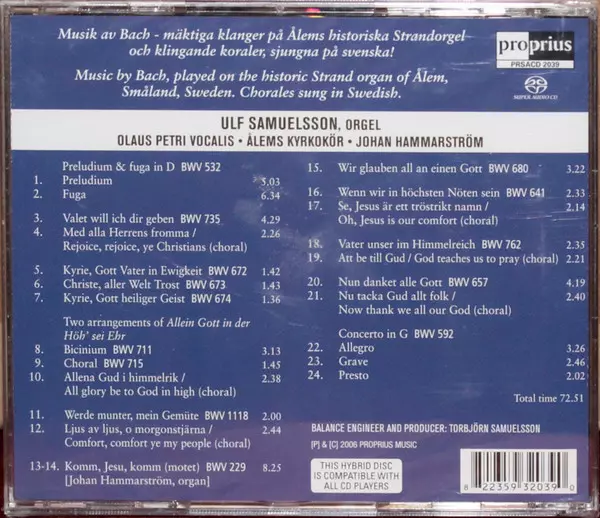 Musik av Bach - mäktiga klanger på Ålems historiska Strandorgel
och klingande koraler, sjungna på svenska!
Music by Bach, played on the historic Strand organ of Ålem,
Småland, Sweden. Chorales sung in Swedish.
proprius
PRSACD 2039
SUPER AUDIO CD
ULF SAMUELSSON, ORGEL
OLAUS PETRI VOCALIS • ÅLEMS KYRKOKÖR • JOHAN HAMMARSTRÖM
Preludium & fuga in D BWV 532
1. Preludium 5.03
2. Fuga 6.34
3. Valet will ich dir geben BWV 735 4.29
4. Med alla Herrens fromma / 2.26
Rejoice, rejoice, ye Christians (choral)
5. Kyrie, Gott Vater in Ewigkeit BWV 672 1.42
6. Christe, aller Welt Trost BWV 673 1.43
7. Kyrie, Gott heiliger Geist BWV 674 1.36
Two arrangements of Allein Gott in der
Höh' sei Ehr
8. Bicinium BWV 711 3.13
9. Choral BWV 715 1.45
10. Allena Gud i himmelrik / 2.38
All glory be to God in high (choral)
11. Werde munter, mein Gemüte BWV 1118 2.00
12. Ljus av ljus, o morgonstjärna / 2.44
Comfort, comfort ye my people (choral)
13-14. Komm, Jesu, komm (motet) BWV 229 8.25
[Johan Hammarström, organ]
15. Wir glauben all an einen Gott BWV 680 3.22
16. Wenn wir in höchsten Nöten sein BWV 641 2.33
17. Se, Jesus är ett tröstrikt namn / 2.14
Oh, Jesus is our comfort (choral)
18. Vater unser im Himmelreich BWV 762 2.35
19. Att be till Gud / God teaches us to pray (choral) 2.21
20. Nun danket alle Gott BWV 657 4.19
21. Nu tacka Gud allt folk / 2.40
Now thank we all our God (choral)
Concerto in G BWV 592
22. Allegro 3.26
23. Grave 2.46
24. Presto 2.02
Total time 72.51
BALANCE ENGINEER AND PRODUCER: TORBJÖRN SAMUELSSON
[P] & [C] 2006 PROPRIUS MUSIC
THIS HYBRID DISC
IS COMPATIBLE WITH
ALL CD PLAYERS
8 22359 32039 0